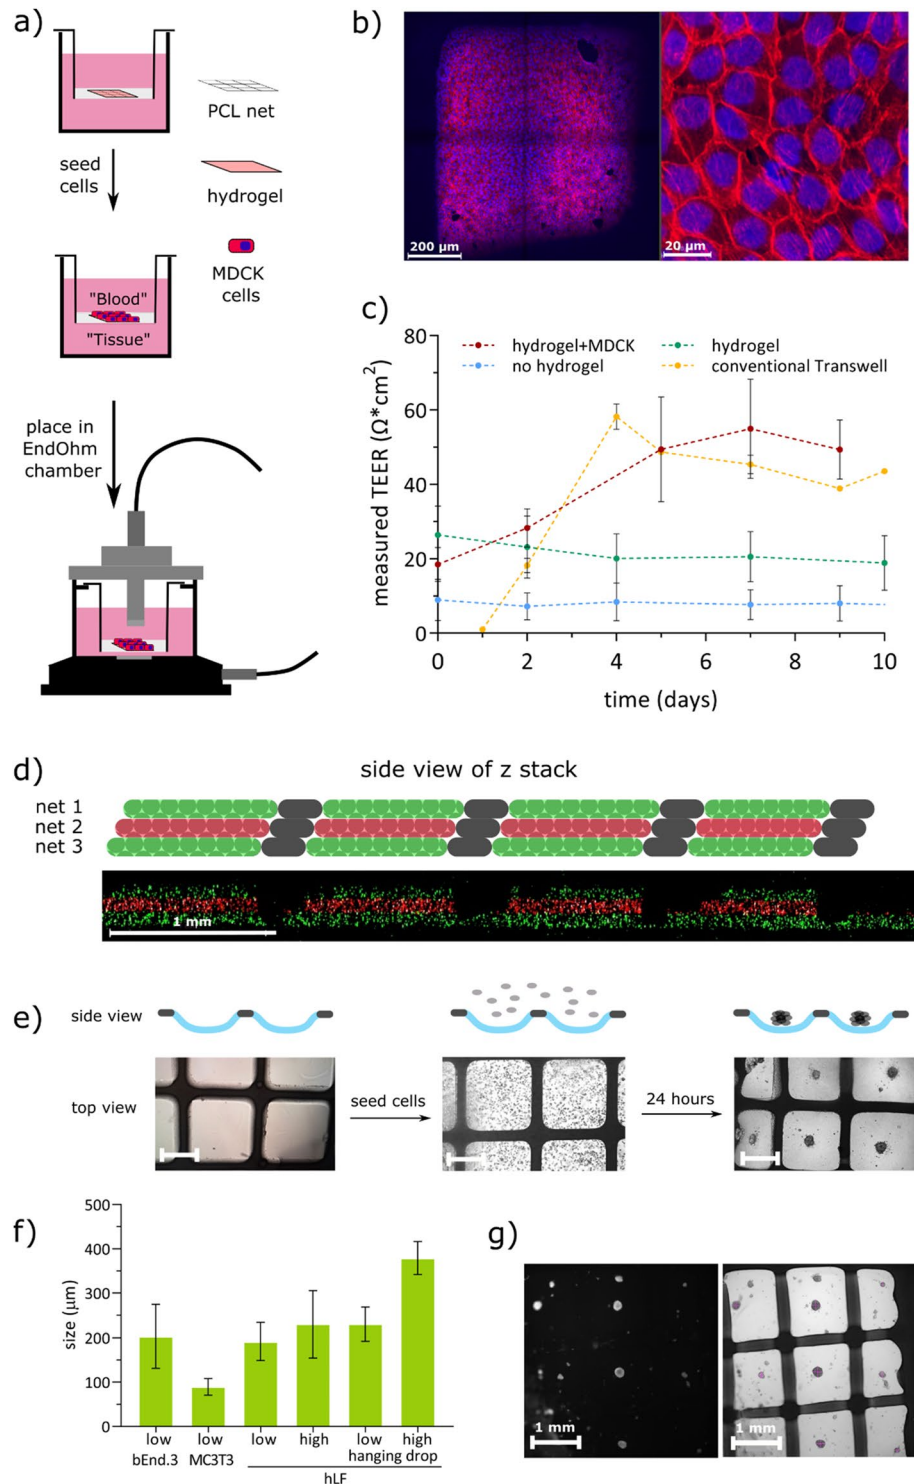 a)
PCL net
seed
cells
hydrogel
MDCK
cells
"Blood"
"Tissue"
place in
EndOhm
chamber
b)
200 µm
20 µm
c)
80
60
40
20
0
measured TEER (Ω*cm²)
hydrogel+MDCK
no hydrogel
hydrogel
conventional Transwell
0 2 4 6 8 10
time (days)
d)
side view of z stack
net 1
net 2
net 3
1 mm
e)
side view
top view
seed cells
24 hours
f)
500
400
300
200
100
0
size (µm)
low low low high low high
bEnd.3 MC3T3 hanging drop
hLF
g)
1 mm
1 mm